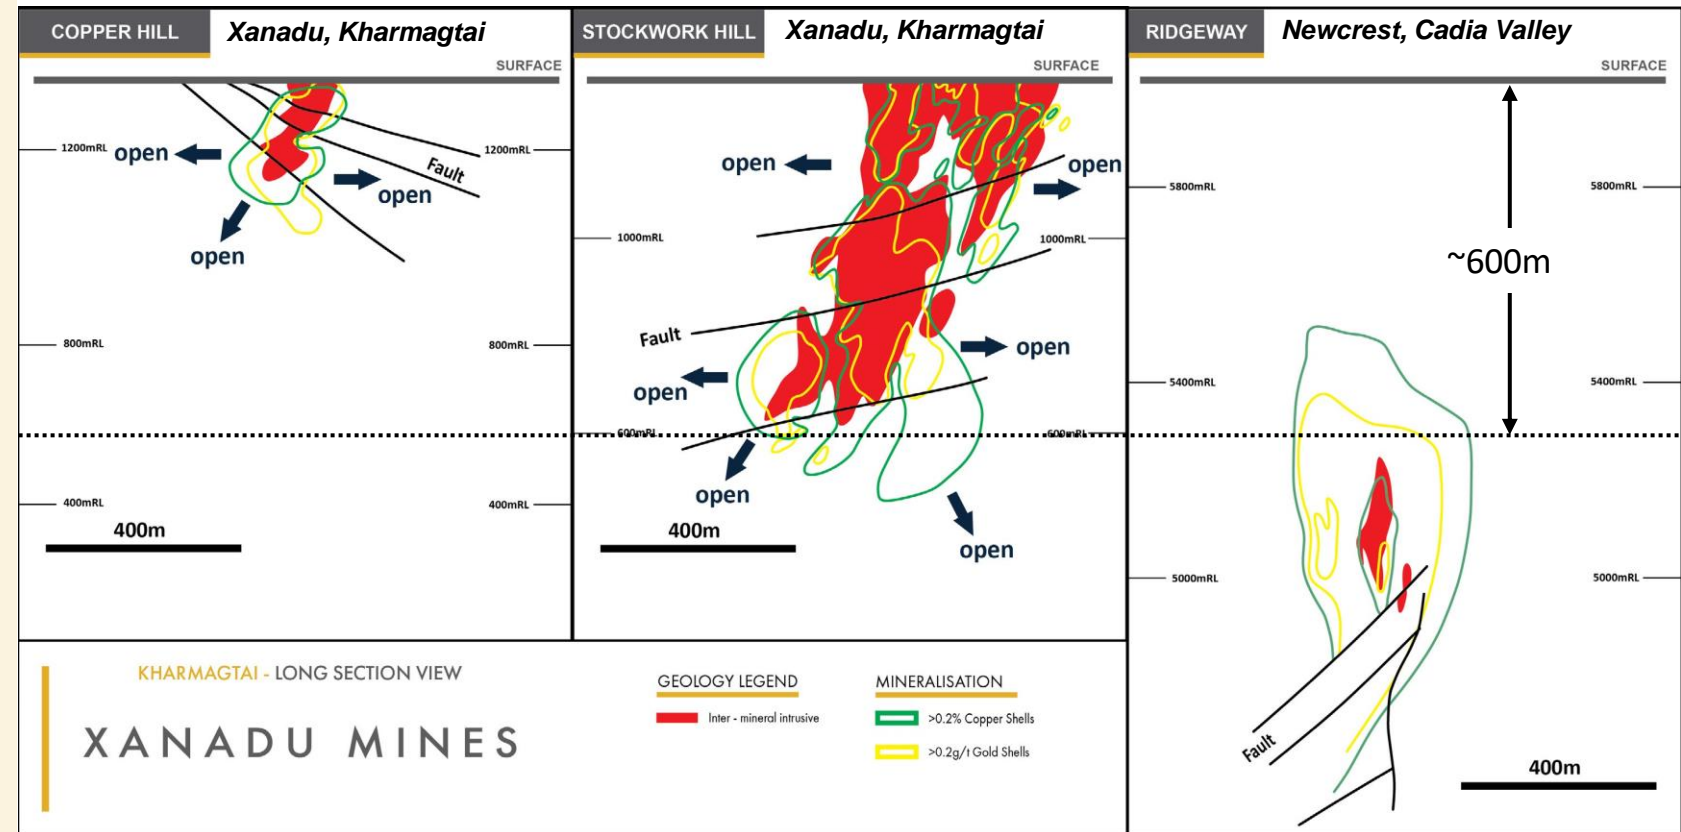 COPPER HILL
Xanadu, Kharmagtai
SURFACE
1200mRL
1200mRL
open
Fault
open
open
800mRL
800mRL
400mRL
400mRL
400m
STOCKWORK HILL
Xanadu, Kharmagtai
SURFACE
open
open
1000mRL
1000mRL
Fault
open
open
600mRL
600mRL
open
open
400m
RIDGEWAY
Newcrest, Cadia Valley
SURFACE
5800mRL
5800mRL
~600m
5400mRL
5400mRL
5000mRL
5000mRL
Fault
400m
KHARMAGTAI - LONG SECTION VIEW
XANADU MINES
GEOLOGY LEGEND
Inter - mineral intrusive
MINERALISATION
>0.2% Copper Shells
>0.2g/t Gold Shells